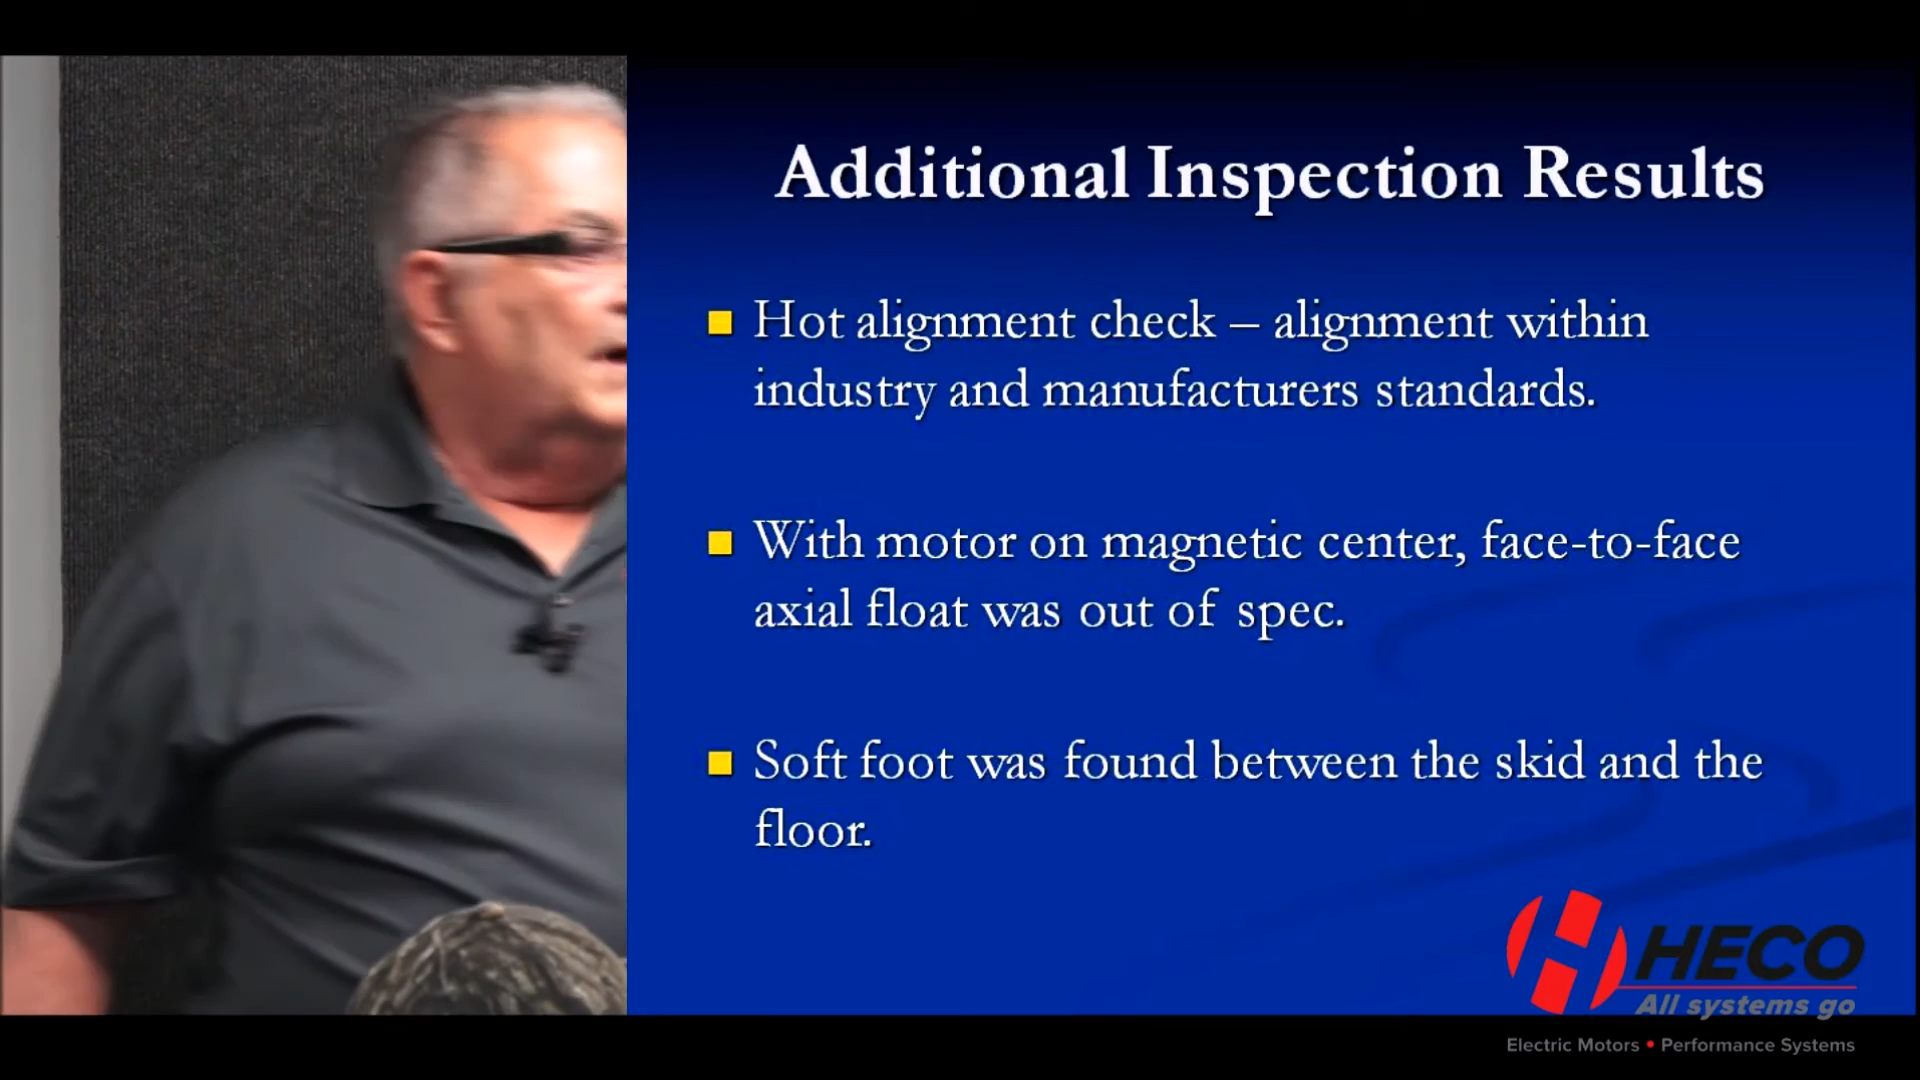 Additional Inspection Results
■ Hot alignment check – alignment within
industry and manufacturers standards.
■ With motor on magnetic center, face-to-face
axial float was out of spec.
■ Soft foot was found between the skid and the
floor.
HECO
All systems go
Electric Motors • Performance Systems